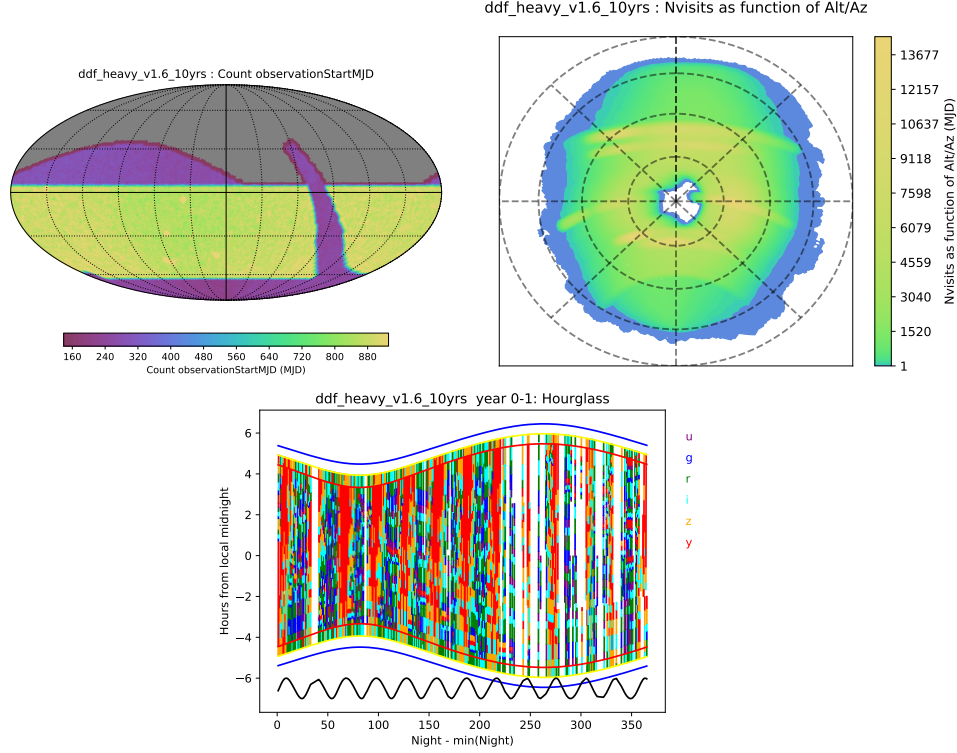 ddf_heavy_v1.6_10yrs : Nvisits as function of Alt/Az
ddf_heavy_v1.6_10yrs : Count observationStartMJD
160 240 320 400 480 560 640 720 800 880
Count observationStartMJD (MJD)
13677
12157
10637
9118
7598
6079
4559
3040
1520
1
Nvisits as function of Alt/Az (MJD)
ddf_heavy_v1.6_10yrs year 0-1: Hourglass
6
4
2
0
−2
−4
−6
Hours from local midnight
0 50 100 150 200 250 300 350
Night - min(Night)
u
g
r
i
z
y